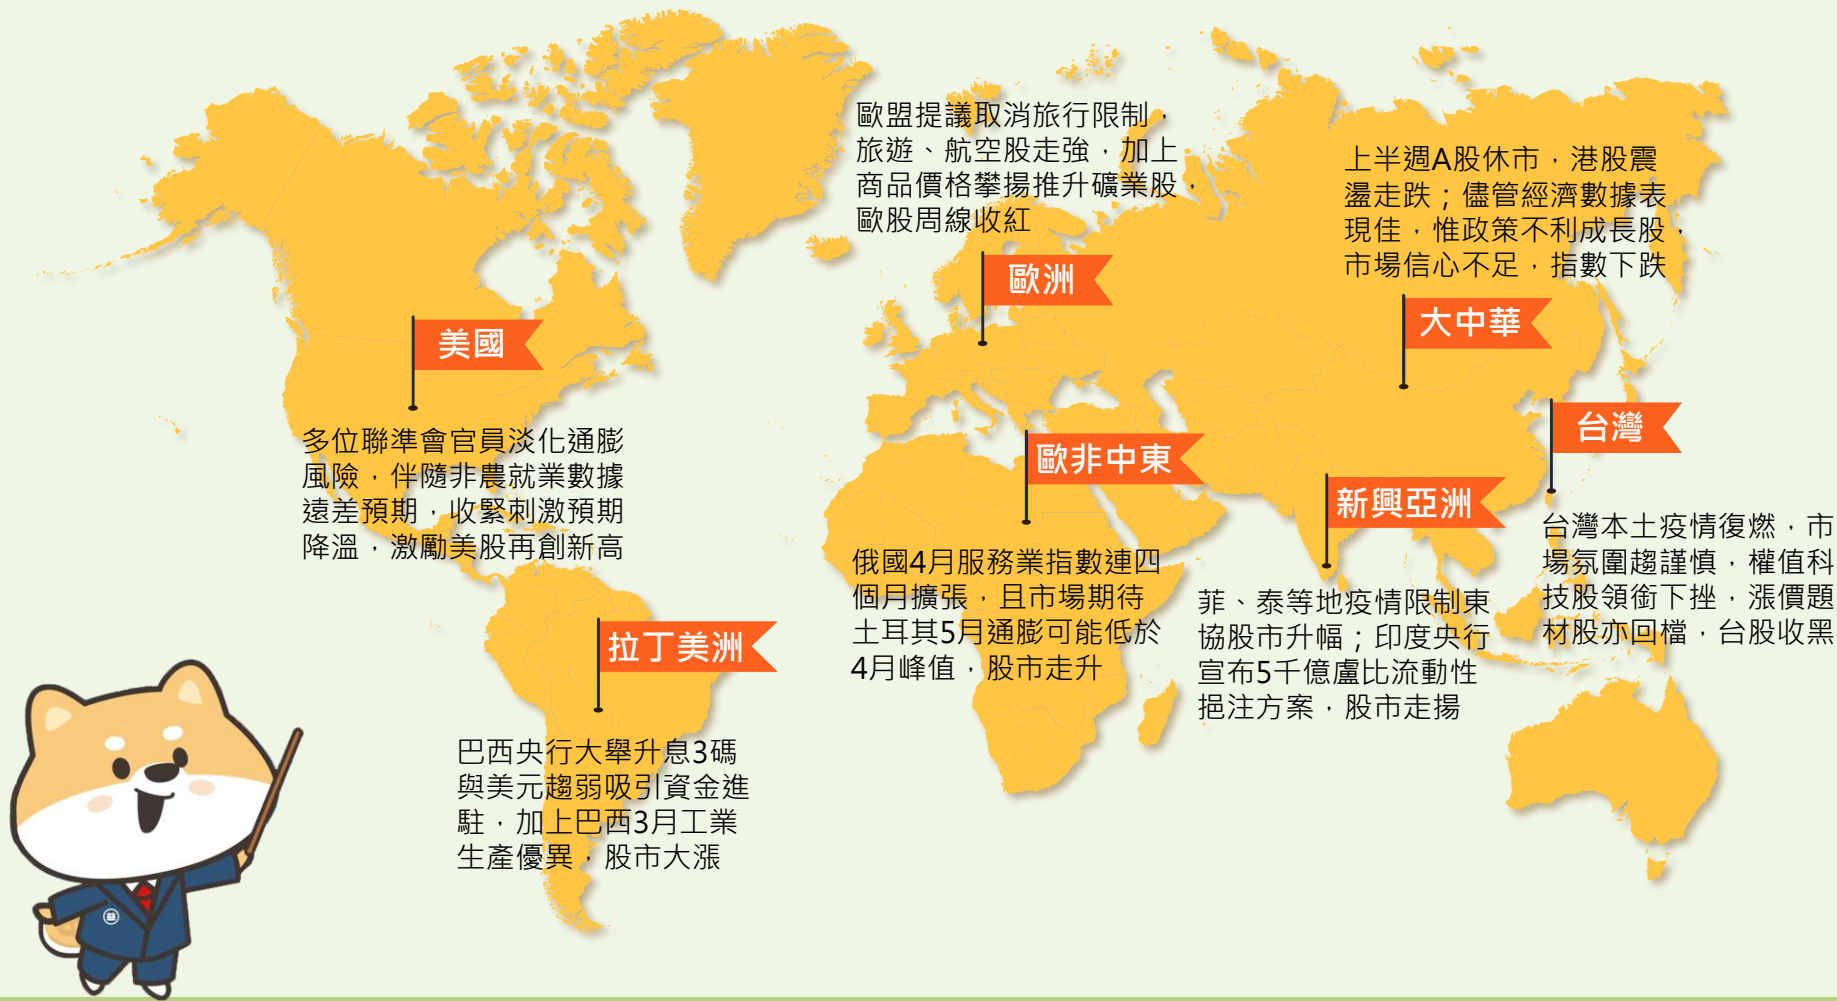 歐盟提議取消旅行限制，
旅遊、航空股走強，加上
商品價格攀揚推升礦業股，
歐股周線收紅
上半週A股休市，港股震
盪走跌；儘管經濟數據表
現佳，惟政策不利成長股，
市場信心不足，指數下跌
歐洲
大中華
美國
台灣
多位聯準會官員淡化通膨
風險，伴隨非農就業數據
遠差預期，收緊刺激預期
降溫，激勵美股再創新高
歐非中東
新興亞洲
台灣本土疫情復燃，市
場氛圍趨謹慎，權值科
技股領銜下挫，漲價題
材股亦回檔，台股收黑
俄國4月服務業指數連四
個月擴張，且市場期待
土耳其5月通膨可能低於
4月峰值，股市走升
菲、泰等地疫情限制東
協股市升幅；印度央行
宣布5千億盧比流動性
挹注方案，股市走揚
拉丁美洲
巴西央行大舉升息3碼
與美元趨弱吸引資金進
駐，加上巴西3月工業
生產優異，股市大漲